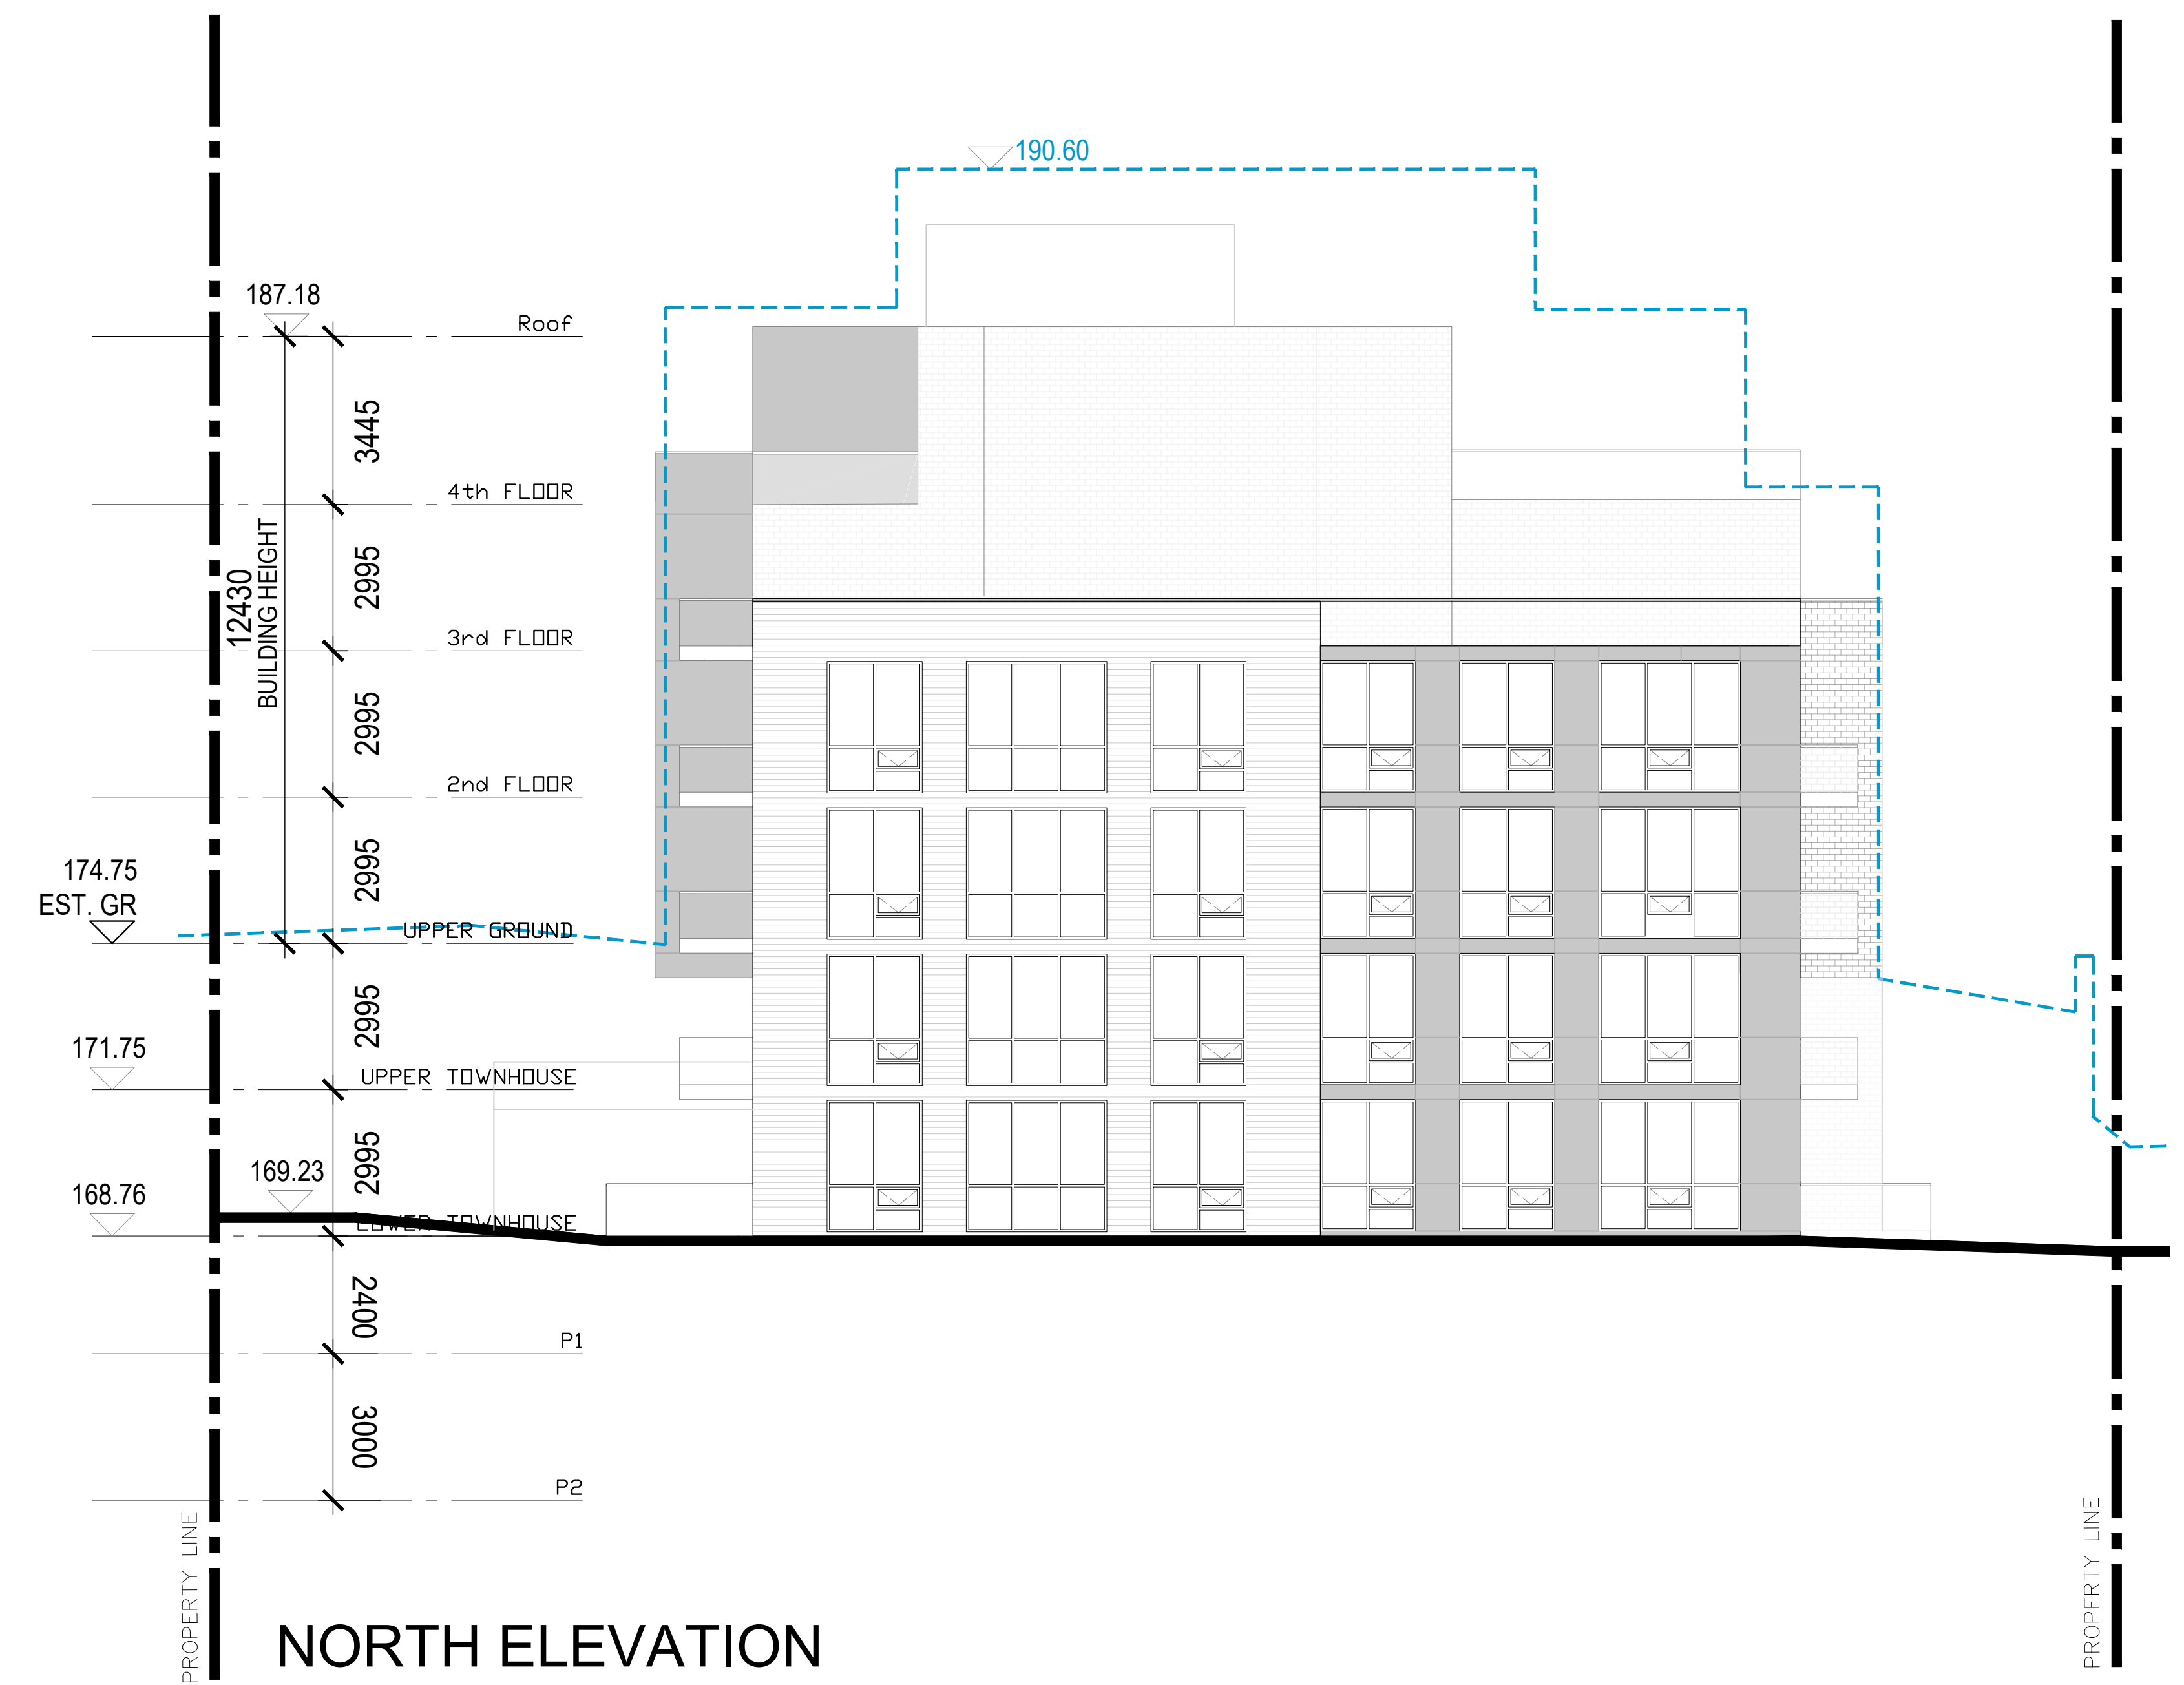 190.60
187.18
Roof
3445
4th FLOOR
12430
BUILDING HEIGHT
2995
3rd FLOOR
2995
2nd FLOOR
2995
174.75
EST. GR
UPPER GROUND
2995
171.75
UPPER TOWNHOUSE
2995
169.23
168.76
LOWER TOWNHOUSE
2400
P1
3000
P2
PROPERTY LINE
PROPERTY LINE
NORTH ELEVATION